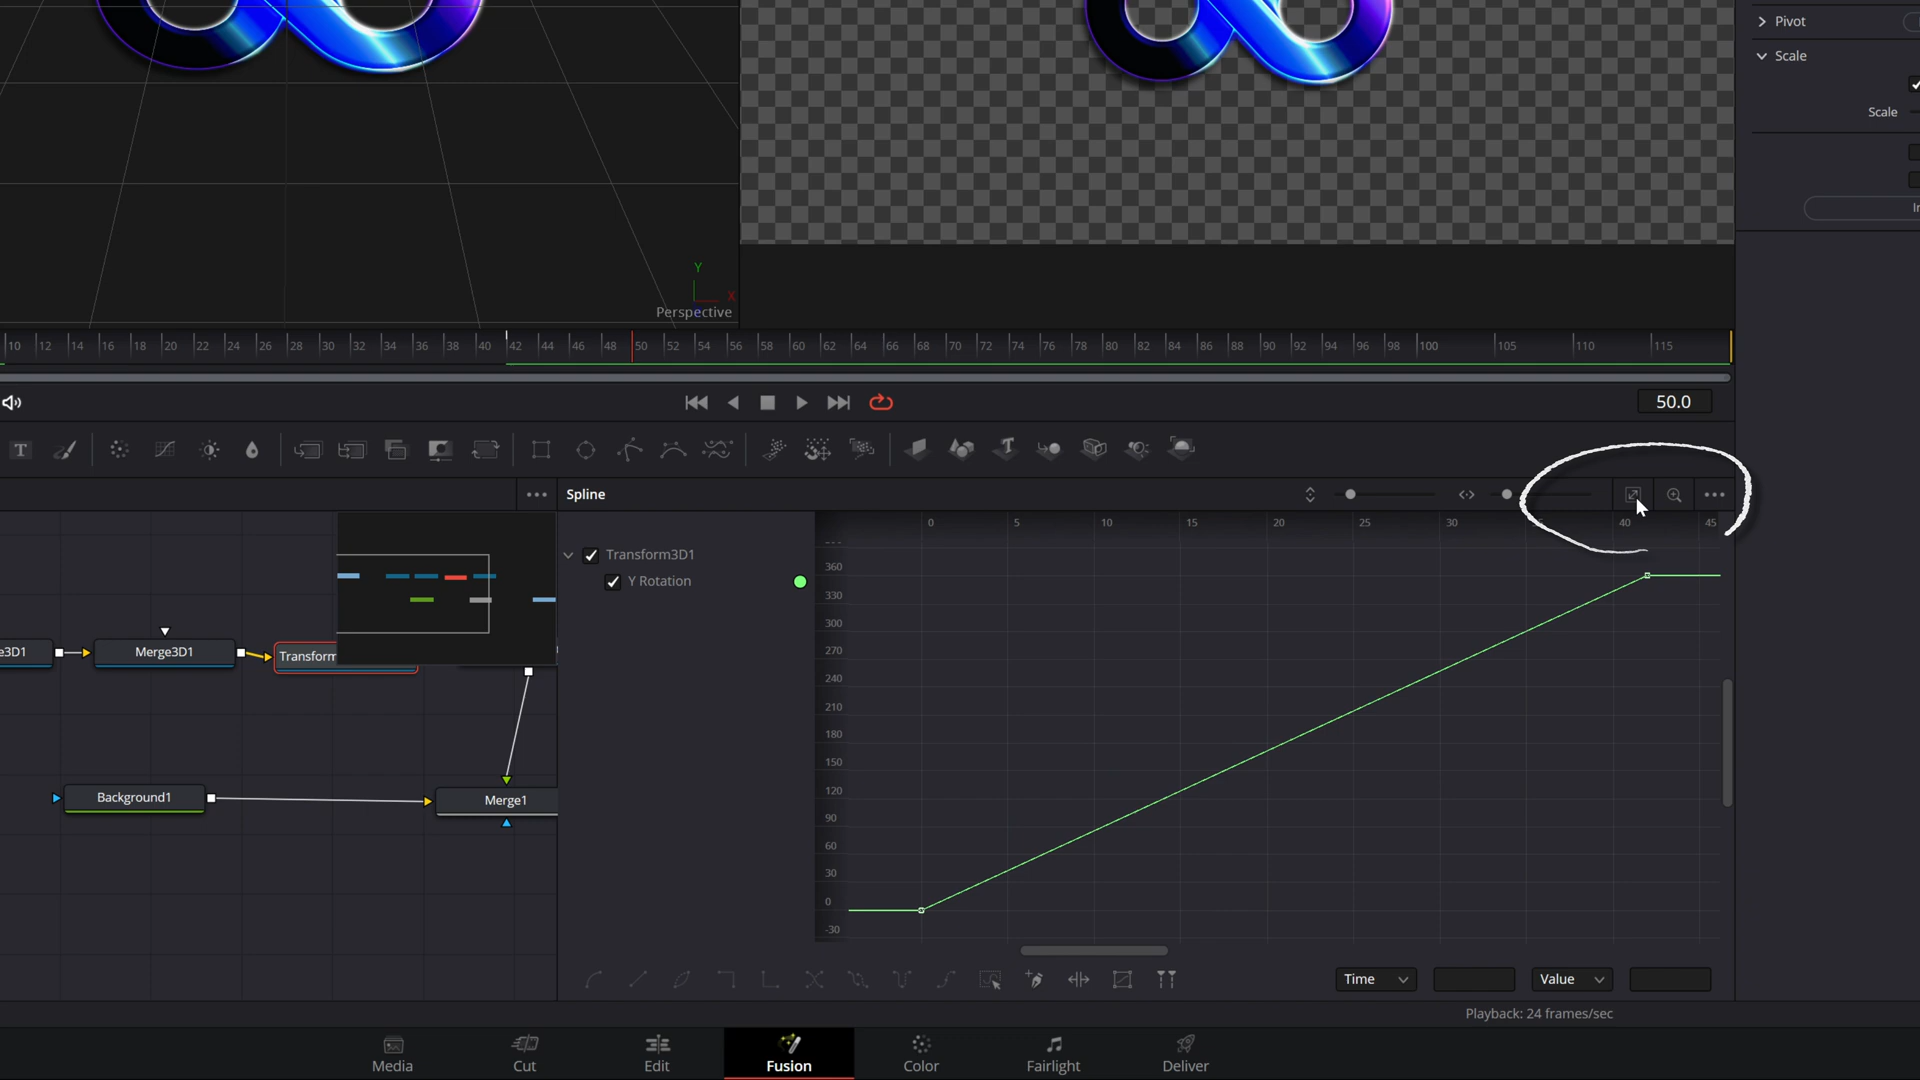 Pivot
Scale
Scale
Y
X
Perspective
10 12 14 16 18 20 22 24 26 28 30 32 34 36 38 40 42 44 46 48 50 52 54 56 58 60 62 64 66 68 70 72 74 76 78 80 82 84 86 88 90 92 94 96 98 100 105 110 115
50.0
T
T
Spline
0 5 10 15 20 25 30 40 45
Transform3D1
Y Rotation
360
330
300
270
240
210
180
150
120
90
60
30
0
-30
e3D1
Merge3D1
Transform
Background1
Merge1
Time
Value
Playback: 24 frames/sec
Media
Cut
Edit
Fusion
Color
Fairlight
Deliver